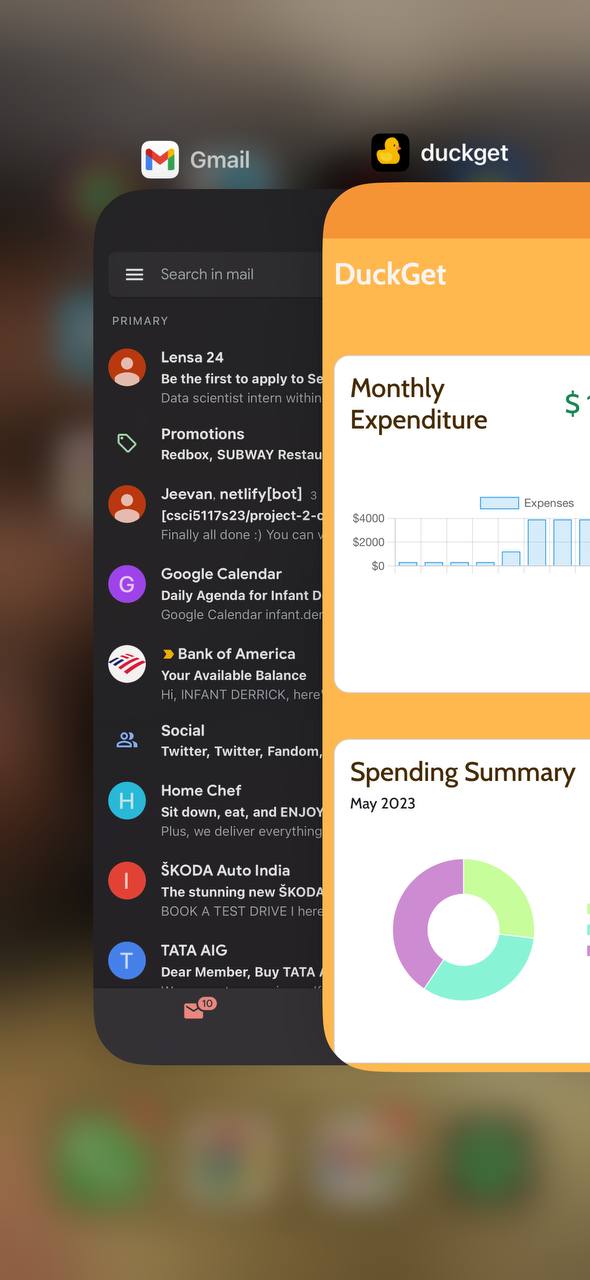 Gmail
duckget
Search in mail
PRIMARY
Lensa 24
Be the first to apply to Se
Data scientist intern within
Promotions
Redbox, SUBWAY Restau
Jeevan, netlify[bot] 3
[csci5117s23/project-2-c
Finally all done :) You can v
G
Google Calendar
Daily Agenda for Infant D
Google Calendar infant.der
Bank of America
Your Available Balance
Hi, INFANT DERRICK, here'
Social
Twitter, Twitter, Fandom,
H
Home Chef
Sit down, eat, and ENJOY
Plus, we deliver everything
I
ŠKODA Auto India
The stunning new ŠKODA
BOOK A TEST DRIVE I here
T
TATA AIG
Dear Member, Buy TATA A
10
DuckGet
Monthly
Expenditure
$ 1
Expenses
$4000
$2000
$0
Spending Summary
May 2023